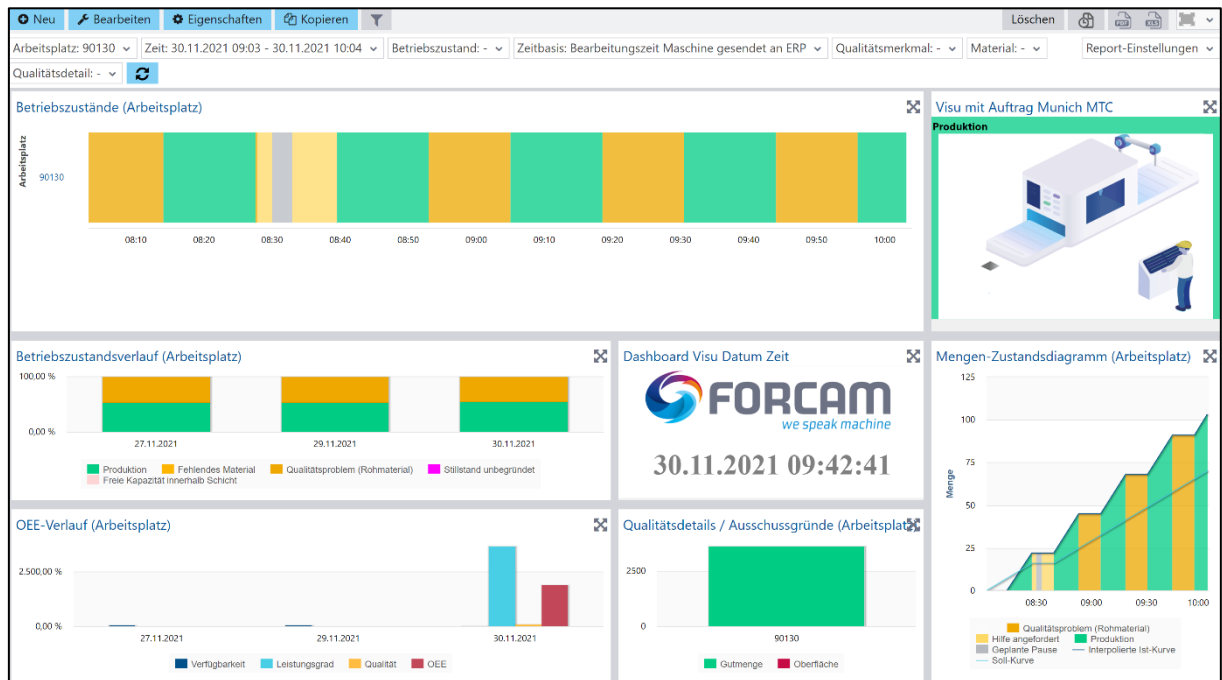 Neu Bearbeiten Eigenschaften Kopieren Löschen
Arbeitsplatz: 90130 Zeit: 30.11.2021 09:03 - 30.11.2021 10:04 Betriebszustand: - Zeitbasis: Bearbeitungszeit Maschine gesendet an ERP Qualitätsmerkmal: - Material: - Report-Einstellungen
Qualitätsdetail: -
Betriebszustände (Arbeitsplatz)
Arbeitsplatz
90130
08:10 08:20 08:30 08:40 08:50 09:00 09:10 09:20 09:30 09:40 09:50 10:00
Visu mit Auftrag Munich MTC
Produktion
Betriebszustandsverlauf (Arbeitsplatz)
100,00 %
0,00 %
27.11.2021 29.11.2021 30.11.2021
Produktion Fehlendes Material Qualitätsproblem (Rohmaterial) Stillstand unbegründet
Freie Kapazität innerhalb Schicht
Dashboard Visu Datum Zeit
FORCAM
we speak machine
30.11.2021 09:42:41
Mengen-Zustandsdiagramm (Arbeitsplatz)
Menge
125
100
75
50
25
0
08:30 09:00 09:30 10:00
Qualitätsproblem (Rohmaterial)
Hilfe angefordert Produktion
Geplante Pause Interpolierte Ist-Kurve
Soll-Kurve
OEE-Verlauf (Arbeitsplatz)
2.500,00 %
0,00 %
27.11.2021 29.11.2021 30.11.2021
Verfügbarkeit Leistungsgrad Qualität OEE
Qualitätsdetails / Ausschussgründe (Arbeitsplatz)
2500
0
90130
Gutmenge Oberfläche